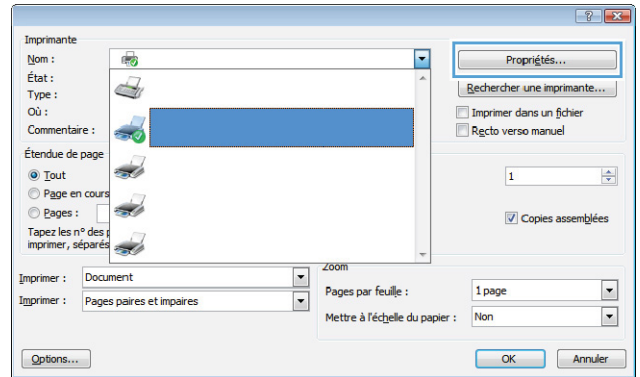 Imprimante
Nom :
Propriétés...
État :
Type :
Rechercher une imprimante...
Où :
Imprimer dans un fichier
Commentaire :
Recto verso manuel
Étendue de page
Tout
1
Page en cours
Pages :
Copies assemblées
Tapez les n° des
imprimer, séparés
Zoom
Imprimer : Document
Pages par feuille : 1 page
Imprimer : Pages paires et impaires
Mettre à l'échelle du papier : Non
Options...
OK
Annuler